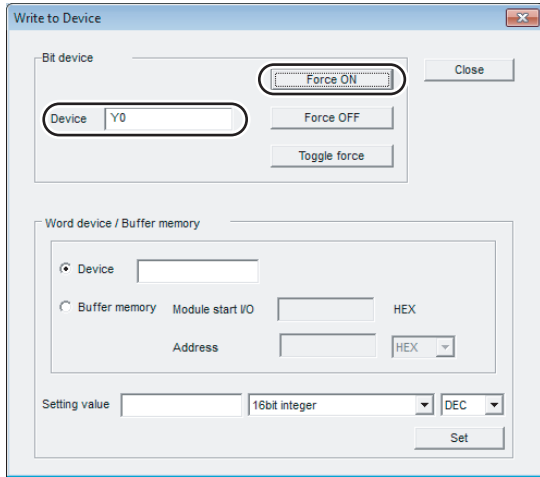 Write to Device
Bit device
Force ON
Close
Device Y0
Force OFF
Toggle force
Word device / Buffer memory
Device
Buffer memory Module start I/O HEX
Address HEX
Setting value 16bit integer DEC
Set